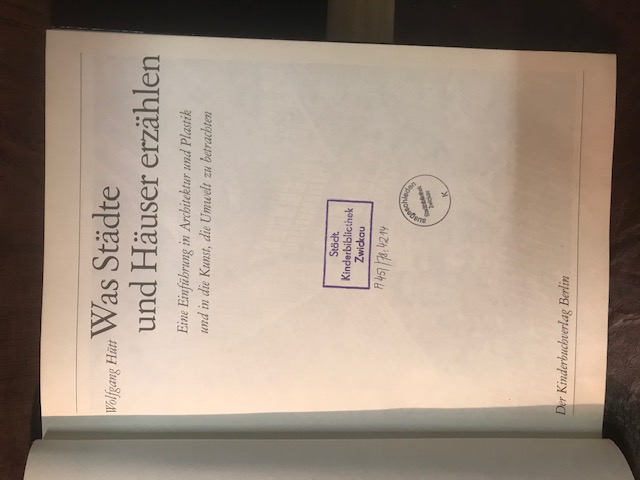 Wolfgang Hütt
Was Städte
und Häuser erzählen
Eine Einführung in Architektur und Plastik
und in die Kunst, die Umwelt zu betrachten
Städt.
Kinderbibliothek
Zwickau
ausgeschieden
K
Der Kinderbuchverlag Berlin